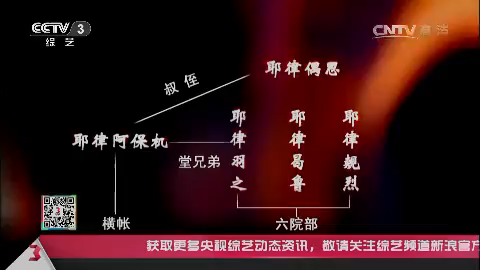 CCTV 3
综艺
CNTV 高清
耶律偶思
叔侄
耶律阿保机
堂兄弟
耶律羽之
耶律曷鲁
耶律觌烈
横帐
六院部
3
获取更多央视综艺动态资讯，敬请关注综艺频道新浪官方